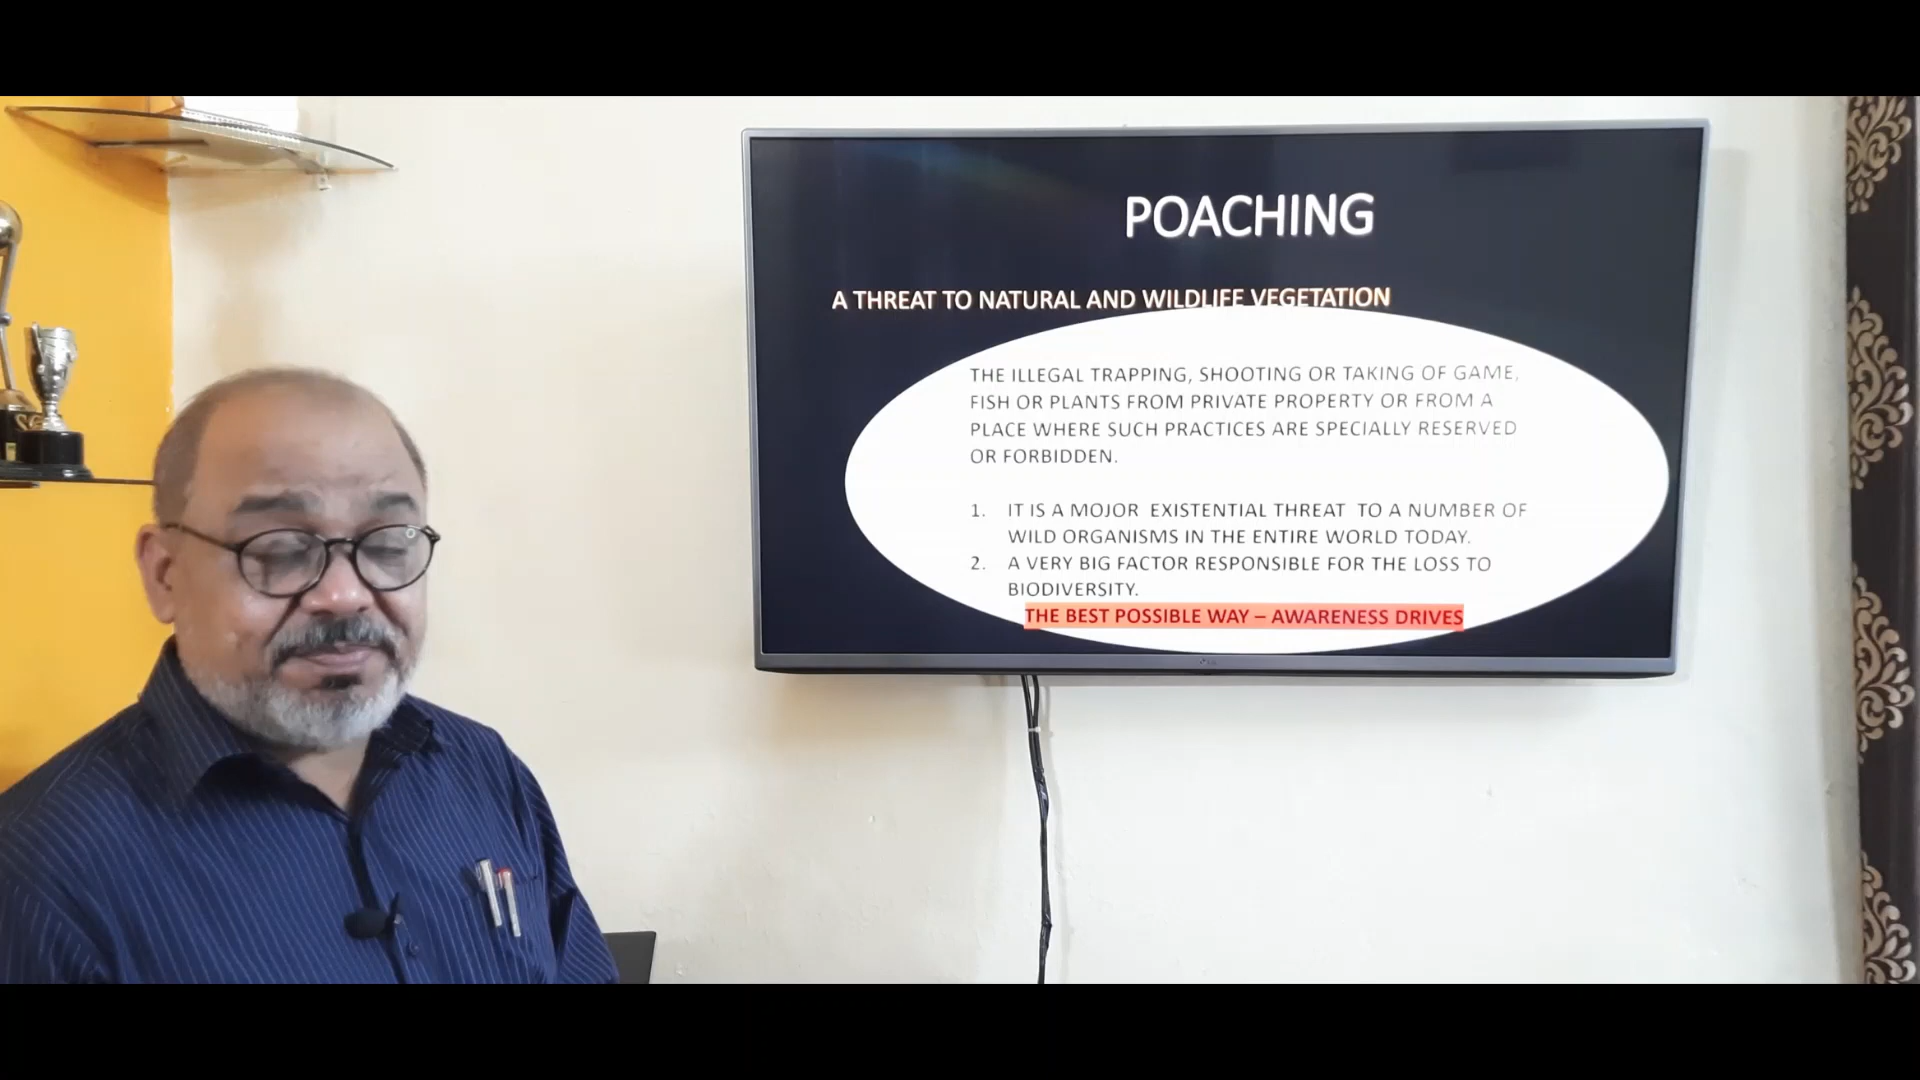 POACHING
A THREAT TO NATURAL AND WILDLIFE VEGETATION
THE ILLEGAL TRAPPING, SHOOTING OR TAKING OF GAME,
FISH OR PLANTS FROM PRIVATE PROPERTY OR FROM A
PLACE WHERE SUCH PRACTICES ARE SPECIALLY RESERVED
OR FORBIDDEN.
1. IT IS A MOJOR EXISTENTIAL THREAT TO A NUMBER OF
WILD ORGANISMS IN THE ENTIRE WORLD TODAY.
2. A VERY BIG FACTOR RESPONSIBLE FOR THE LOSS TO
BIODIVERSITY.
THE BEST POSSIBLE WAY – AWARENESS DRIVES